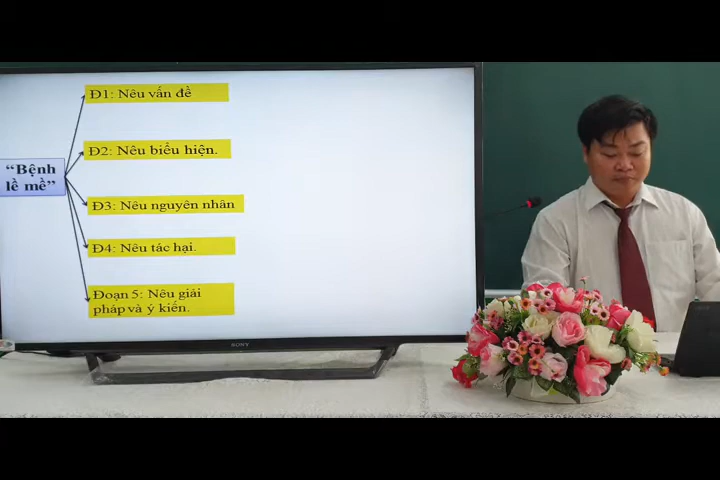 “Bệnh
lề mề”
Đ1: Nêu vấn đề
Đ2: Nêu biểu hiện.
Đ3: Nêu nguyên nhân
Đ4: Nêu tác hại.
Đoạn 5: Nêu giải
pháp và ý kiến.
SONY